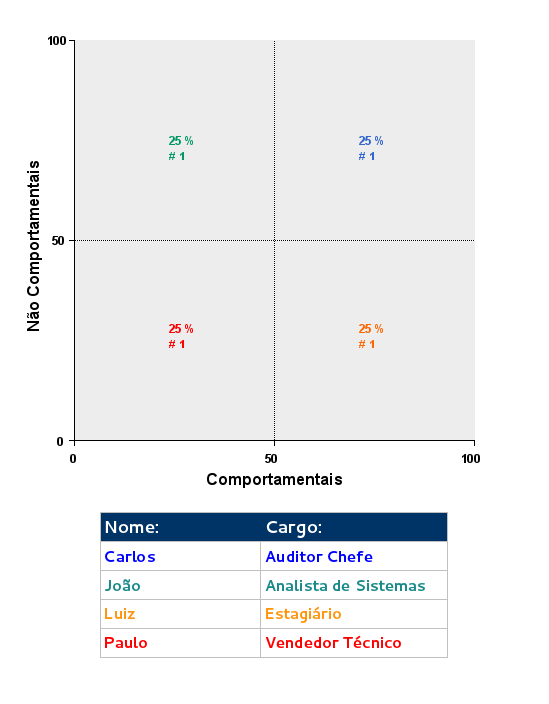 100
25 %
# 1
25 %
# 1
Não Comportamentais
50
25 %
# 1
25 %
# 1
0
0 50 100
Comportamentais
Nome: Cargo:
Carlos Auditor Chefe
João Analista de Sistemas
Luiz Estagiário
Paulo Vendedor Técnico